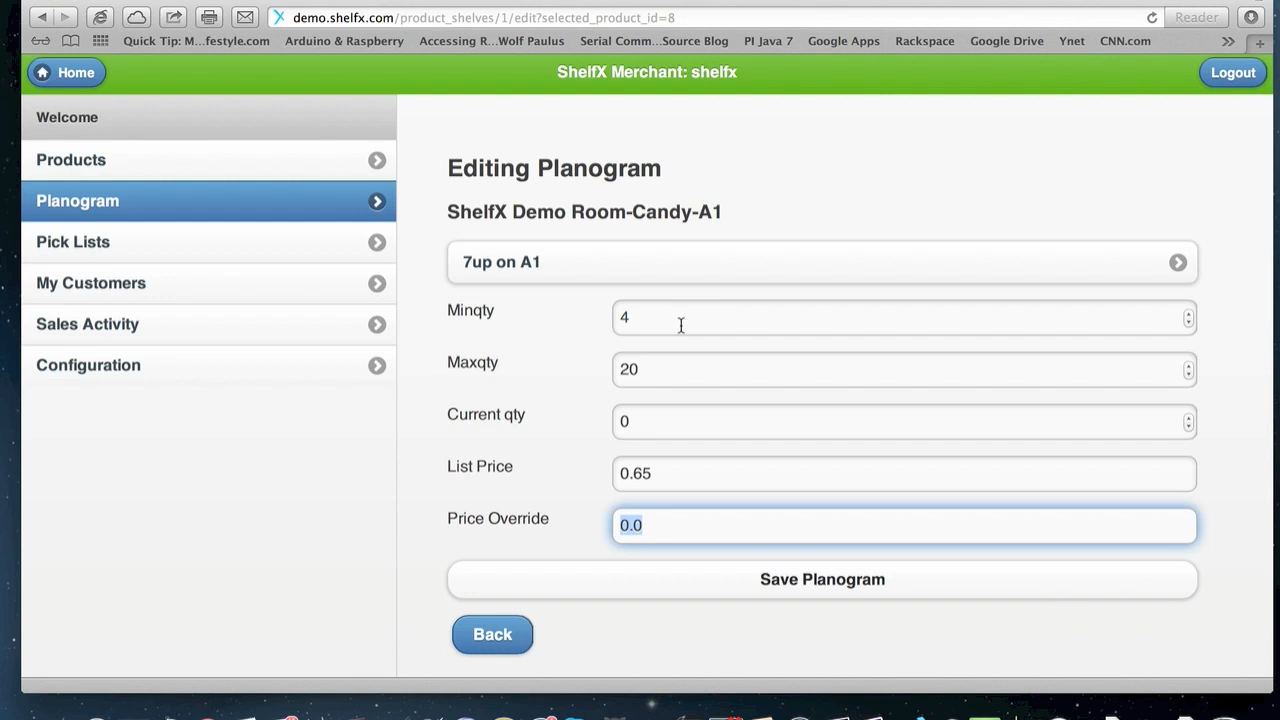 demo.shelfx.com/product_shelves/1/edit?selected_product_id=8
Reader
Quick Tip: M...festyle.com Arduino & Raspberry Accessing R...Wolf Paulus Serial Comm...Source Blog PI Java 7 Google Apps Rackspace Google Drive Ynet CNN.com
Home
ShelfX Merchant: shelfx
Logout
Welcome
Products
Planogram
Pick Lists
My Customers
Sales Activity
Configuration
Editing Planogram
ShelfX Demo Room-Candy-A1
7up on A1
Minqty 4
Maxqty 20
Current qty 0
List Price 0.65
Price Override 0.0
Save Planogram
Back